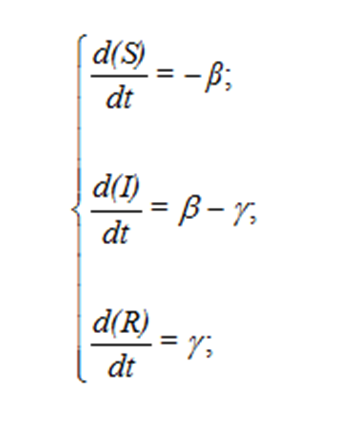 d(S)/dt = – β;
d(I)/dt = β – γ;
d(R)/dt = γ;